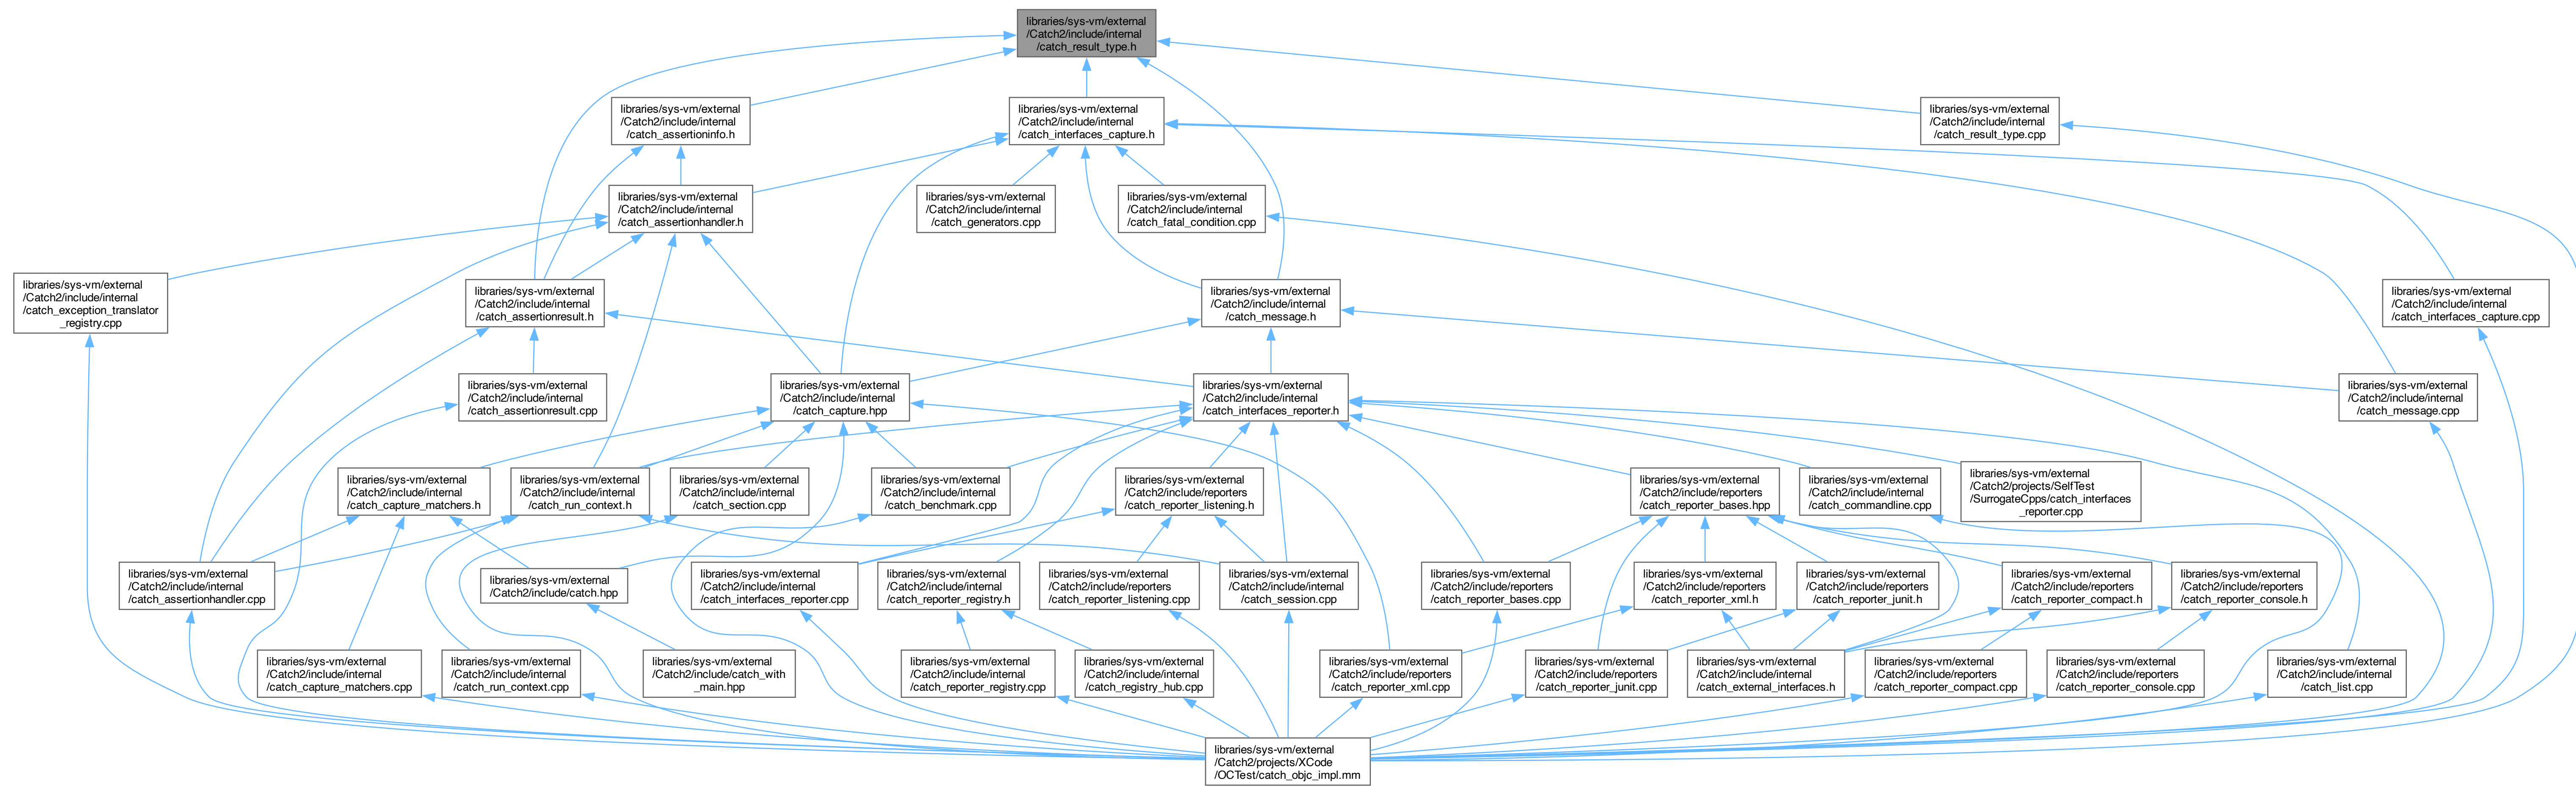 libraries/sys-vm/external
/Catch2/include/internal
/catch_result_type.h
libraries/sys-vm/external
/Catch2/include/internal
/catch_assertioninfo.h
libraries/sys-vm/external
/Catch2/include/internal
/catch_interfaces_capture.h
libraries/sys-vm/external
/Catch2/include/internal
/catch_result_type.cpp
libraries/sys-vm/external
/Catch2/include/internal
/catch_assertionhandler.h
libraries/sys-vm/external
/Catch2/include/internal
/catch_generators.cpp
libraries/sys-vm/external
/Catch2/include/internal
/catch_fatal_condition.cpp
libraries/sys-vm/external
/Catch2/include/internal
/catch_exception_translator
_registry.cpp
libraries/sys-vm/external
/Catch2/include/internal
/catch_assertionresult.h
libraries/sys-vm/external
/Catch2/include/internal
/catch_message.h
libraries/sys-vm/external
/Catch2/include/internal
/catch_interfaces_capture.cpp
libraries/sys-vm/external
/Catch2/include/internal
/catch_assertionresult.cpp
libraries/sys-vm/external
/Catch2/include/internal
/catch_capture.hpp
libraries/sys-vm/external
/Catch2/include/internal
/catch_interfaces_reporter.h
libraries/sys-vm/external
/Catch2/include/internal
/catch_message.cpp
libraries/sys-vm/external
/Catch2/include/internal
/catch_capture_matchers.h
libraries/sys-vm/external
/Catch2/include/internal
/catch_run_context.h
libraries/sys-vm/external
/Catch2/include/internal
/catch_section.cpp
libraries/sys-vm/external
/Catch2/include/internal
/catch_benchmark.cpp
libraries/sys-vm/external
/Catch2/include/reporters
/catch_reporter_listening.h
libraries/sys-vm/external
/Catch2/include/reporters
/catch_reporter_bases.hpp
libraries/sys-vm/external
/Catch2/include/internal
/catch_commandline.cpp
libraries/sys-vm/external
/Catch2/projects/SelfTest
/SurrogateCpps/catch_interfaces
_reporter.cpp
libraries/sys-vm/external
/Catch2/include/internal
/catch_assertionhandler.cpp
libraries/sys-vm/external
/Catch2/include/catch.hpp
libraries/sys-vm/external
/Catch2/include/internal
/catch_interfaces_reporter.cpp
libraries/sys-vm/external
/Catch2/include/internal
/catch_reporter_registry.h
libraries/sys-vm/external
/Catch2/include/reporters
/catch_reporter_listening.cpp
libraries/sys-vm/external
/Catch2/include/internal
/catch_session.cpp
libraries/sys-vm/external
/Catch2/include/reporters
/catch_reporter_bases.cpp
libraries/sys-vm/external
/Catch2/include/reporters
/catch_reporter_xml.h
libraries/sys-vm/external
/Catch2/include/reporters
/catch_reporter_junit.h
libraries/sys-vm/external
/Catch2/include/reporters
/catch_reporter_compact.h
libraries/sys-vm/external
/Catch2/include/reporters
/catch_reporter_console.h
libraries/sys-vm/external
/Catch2/include/internal
/catch_capture_matchers.cpp
libraries/sys-vm/external
/Catch2/include/internal
/catch_run_context.cpp
libraries/sys-vm/external
/Catch2/include/catch_with
_main.hpp
libraries/sys-vm/external
/Catch2/include/internal
/catch_reporter_registry.cpp
libraries/sys-vm/external
/Catch2/include/internal
/catch_registry_hub.cpp
libraries/sys-vm/external
/Catch2/include/reporters
/catch_reporter_xml.cpp
libraries/sys-vm/external
/Catch2/include/reporters
/catch_reporter_junit.cpp
libraries/sys-vm/external
/Catch2/include/internal
/catch_external_interfaces.h
libraries/sys-vm/external
/Catch2/include/reporters
/catch_reporter_compact.cpp
libraries/sys-vm/external
/Catch2/include/reporters
/catch_reporter_console.cpp
libraries/sys-vm/external
/Catch2/include/internal
/catch_list.cpp
libraries/sys-vm/external
/Catch2/projects/XCode
/OCTest/catch_objc_impl.mm